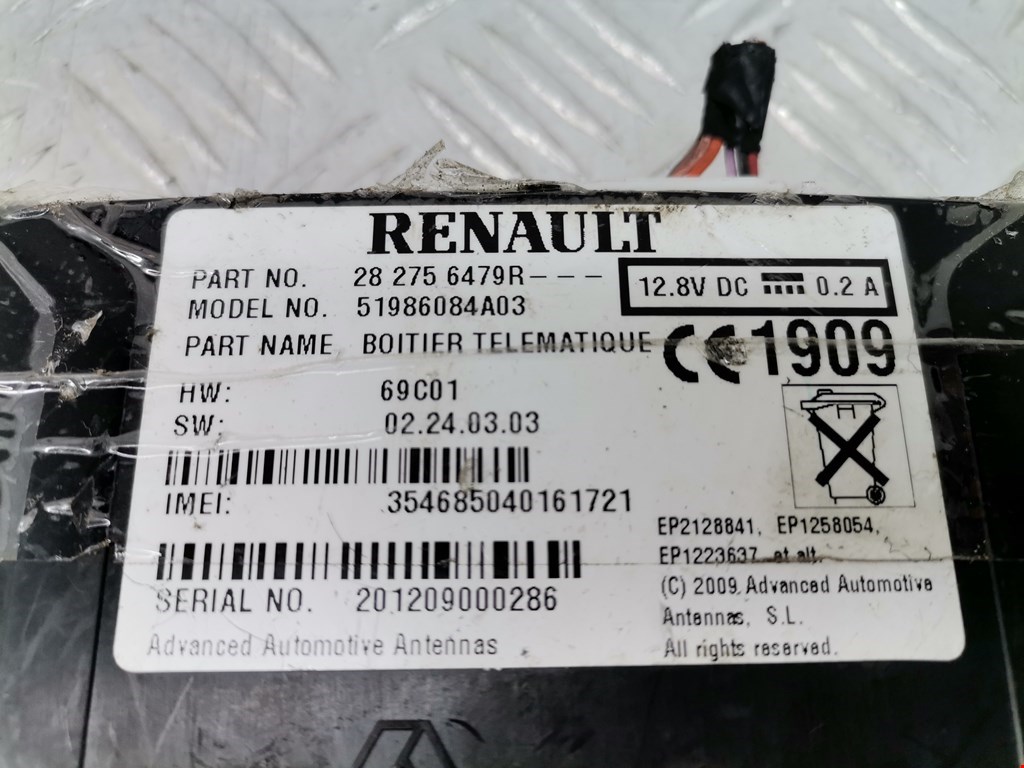 RENAULT
PART NO. 28 275 6479R---
12.8V DC 0.2 A
MODEL NO. 51986084A03
PART NAME BOITIER TELEMATIQUE
CE 1909
HW: 69C01
SW: 02.24.03.03
IMEI: 354685040161721
EP2128841, EP1258054,
EP1223637 et alt.
SERIAL NO. 201209000286
(C) 2009, Advanced Automotive
Antennas, S.L.
All rights reserved.
Advanced Automotive Antennas